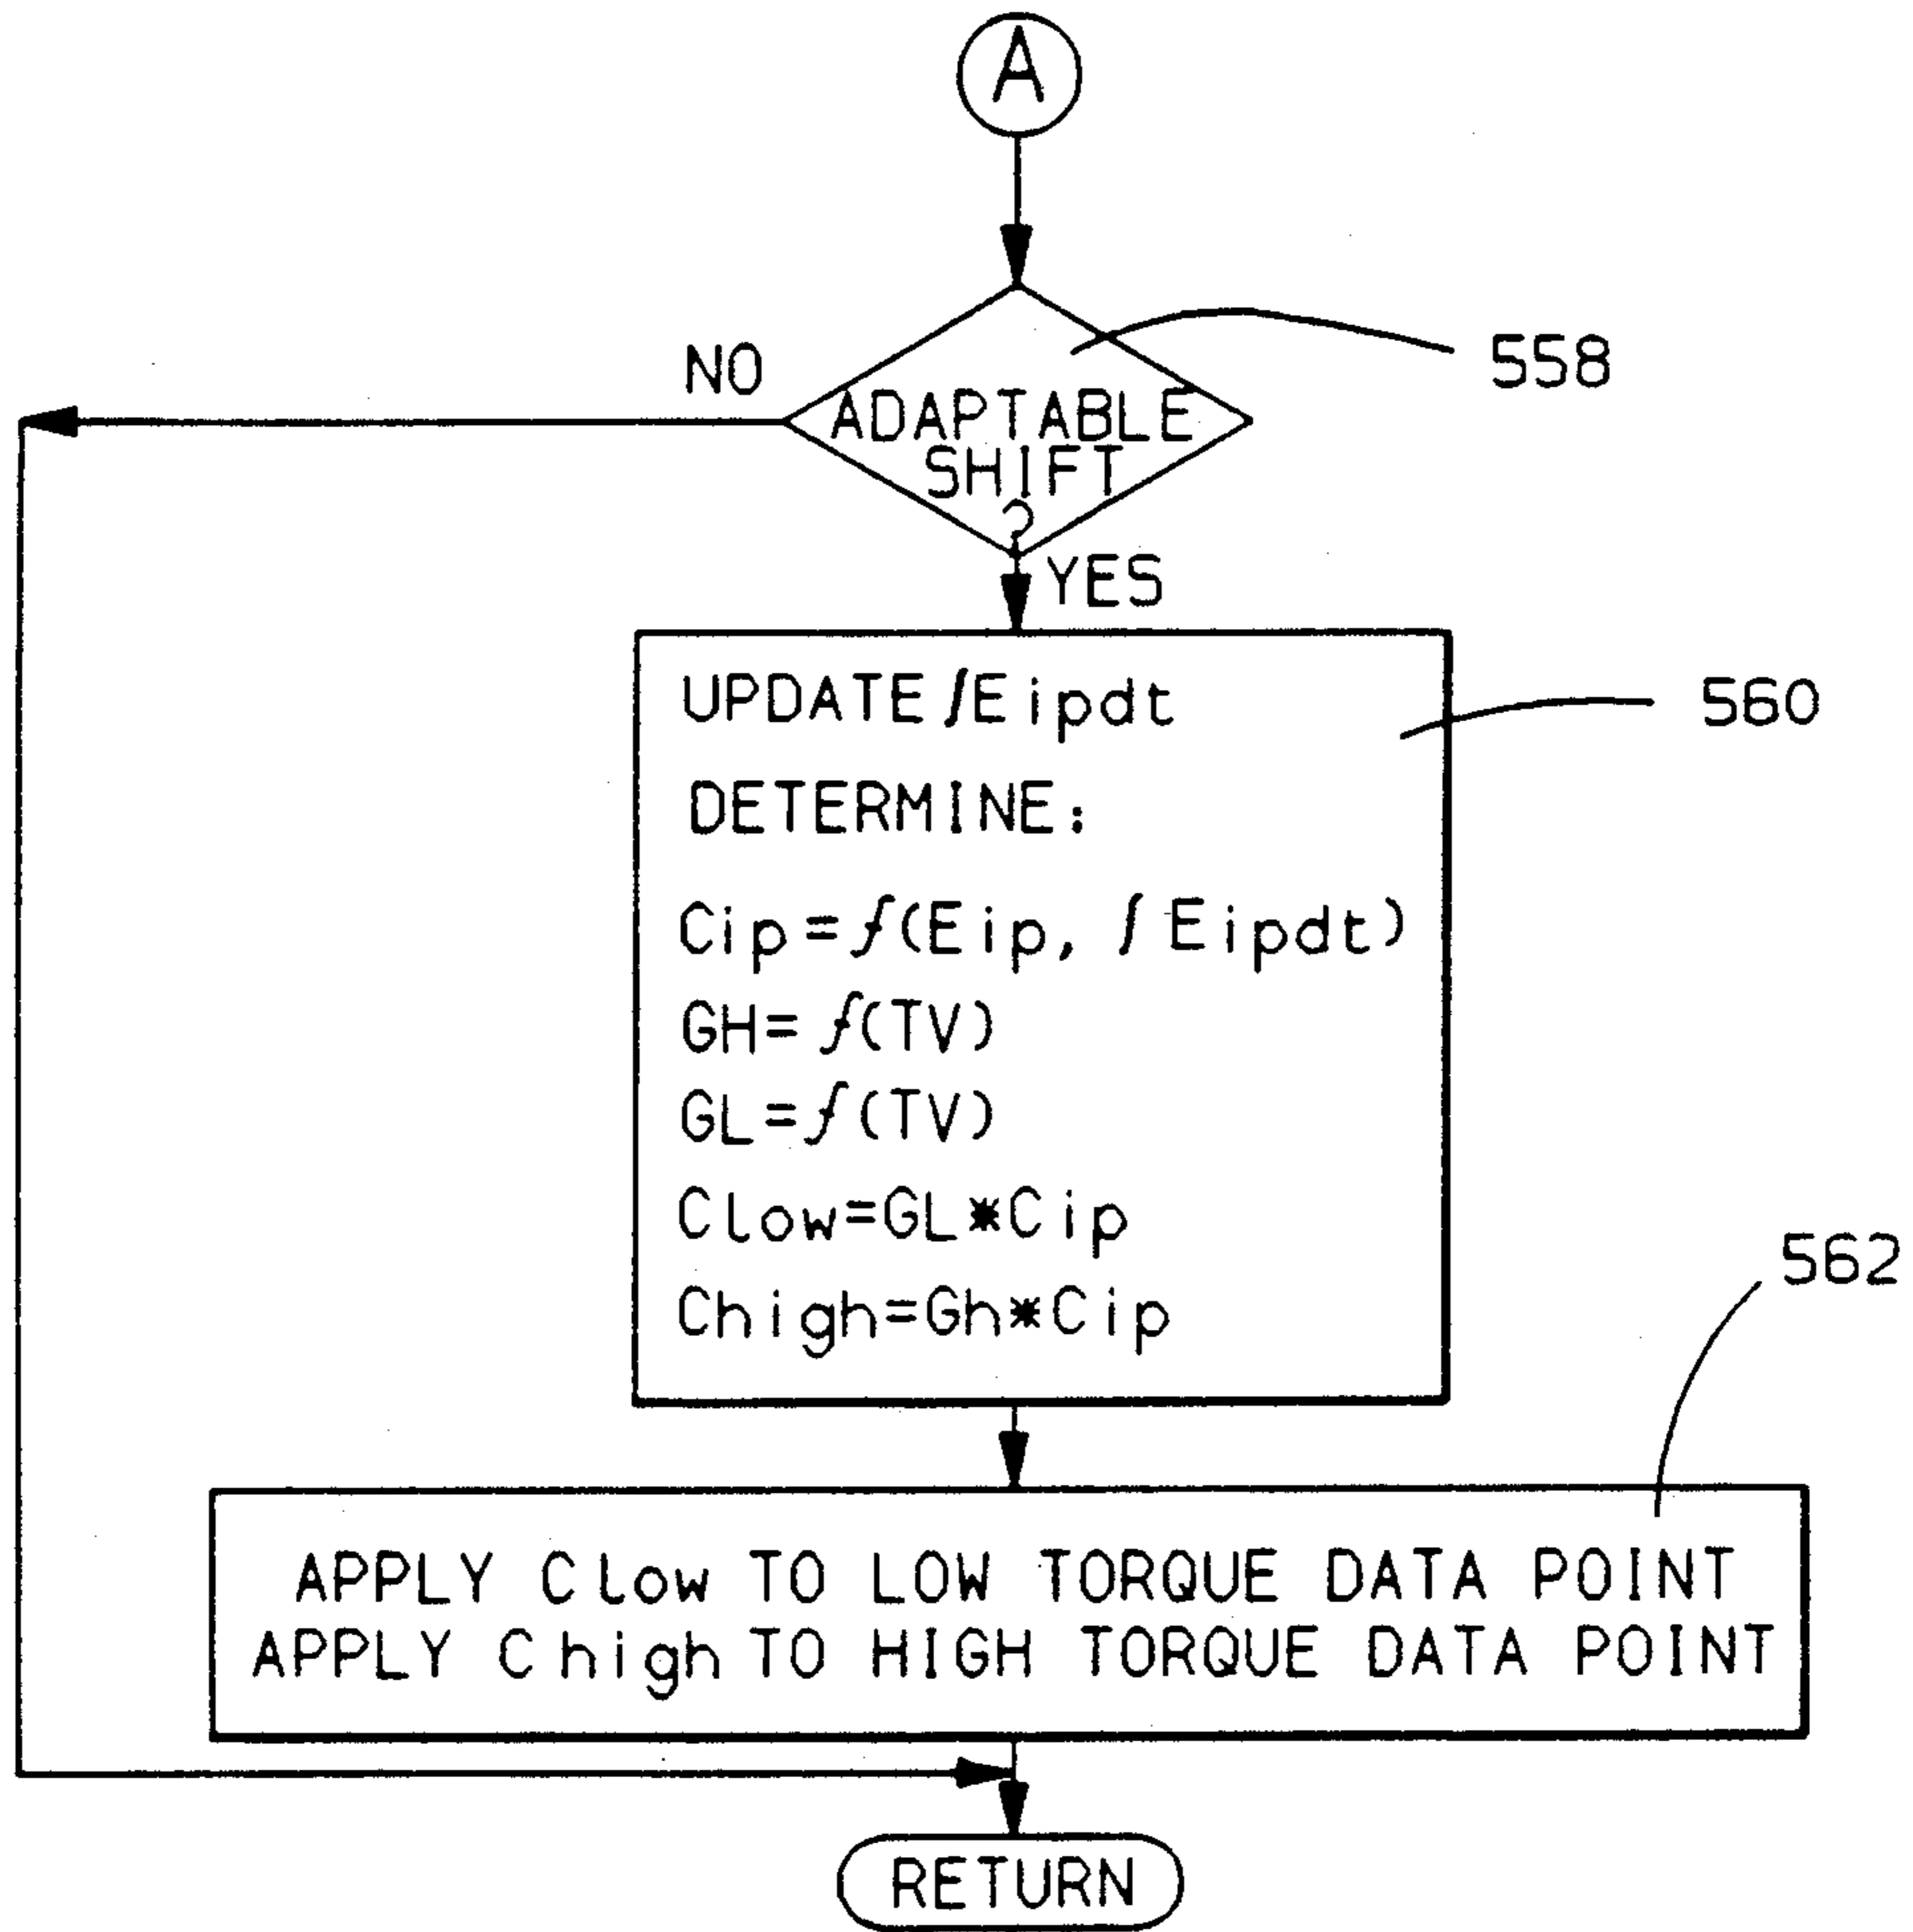 A
558
NO
ADAPTABLE
SHIFT
?
YES
560
UPDATE ∫Eipdt
DETERMINE:
Cip=f(Eip, ∫Eipdt)
GH= f(TV)
GL=f(TV)
Clow=GL*Cip
Chigh=Gh*Cip
562
APPLY Clow TO LOW TORQUE DATA POINT
APPLY Chigh TO HIGH TORQUE DATA POINT
RETURN